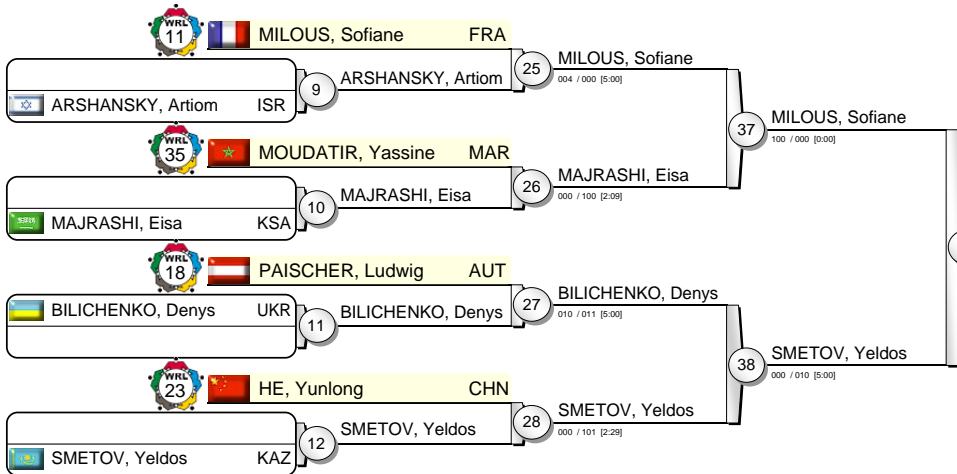 WRL
11
MILOUS, Sofiane FRA
ARSHANSKY, Artiom ISR
9
ARSHANSKY, Artiom
25
MILOUS, Sofiane
004 / 000 [5:00]
WRL
35
MOUDATIR, Yassine MAR
MAJRASHI, Eisa KSA
10
MAJRASHI, Eisa
26
MAJRASHI, Eisa
000 / 100 [2:09]
37
MILOUS, Sofiane
100 / 000 [0:00]
WRL
18
PAISCHER, Ludwig AUT
BILICHENKO, Denys UKR
11
BILICHENKO, Denys
27
BILICHENKO, Denys
010 / 011 [5:00]
WRL
23
HE, Yunlong CHN
SMETOV, Yeldos KAZ
12
SMETOV, Yeldos
28
SMETOV, Yeldos
000 / 101 [2:29]
38
SMETOV, Yeldos
000 / 010 [5:00]